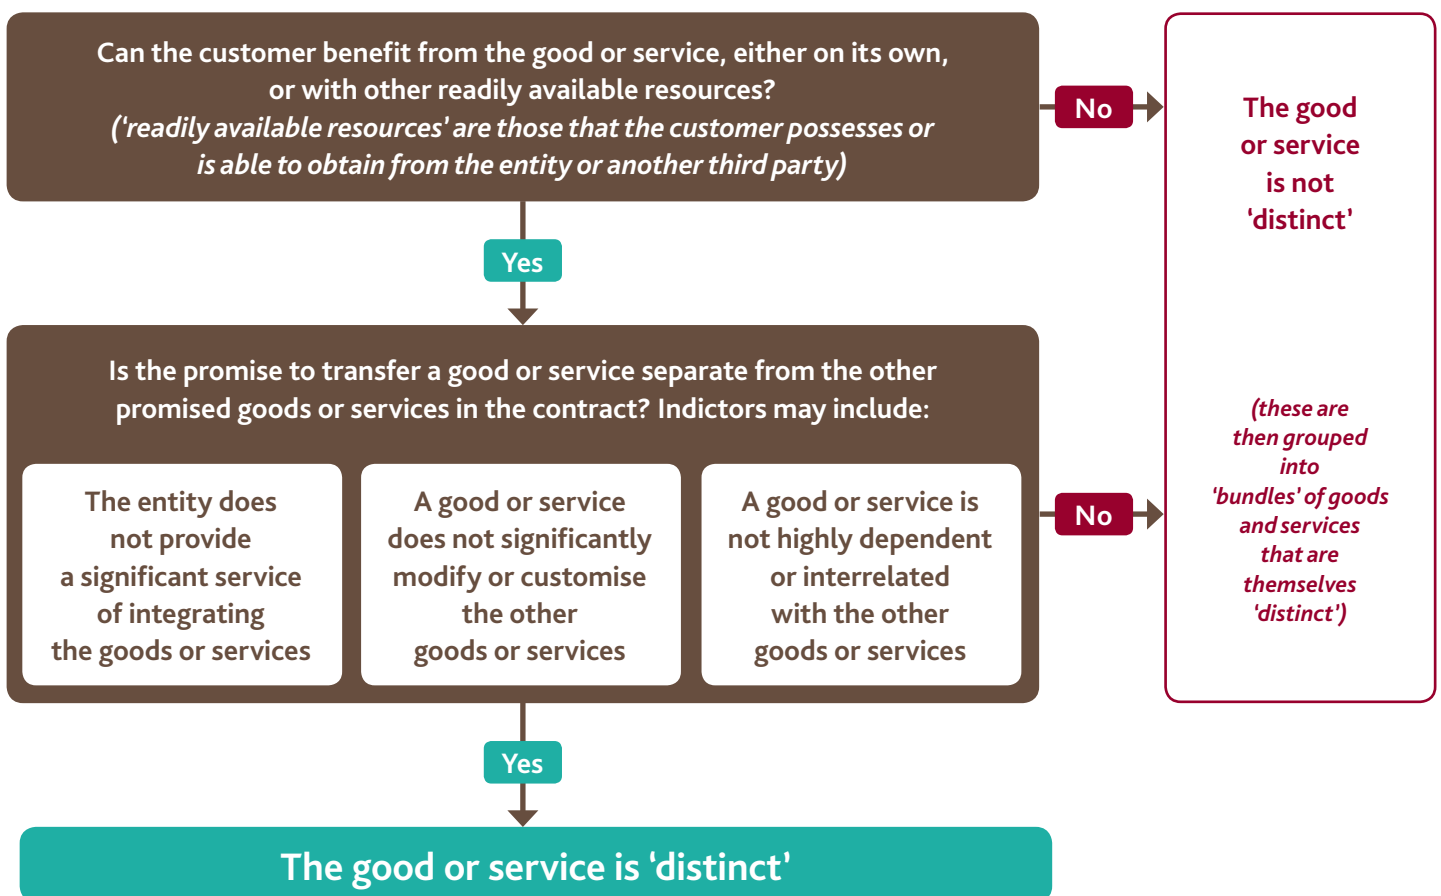 Can the customer benefit from the good or service, either on its own,
or with other readily available resources?
(‘readily available resources’ are those that the customer possesses or
is able to obtain from the entity or another third party)
No
The good
or service
is not
‘distinct’
Yes
Is the promise to transfer a good or service separate from the other
promised goods or services in the contract? Indictors may include:
The entity does
not provide
a significant service
of integrating
the goods or services
A good or service
does not significantly
modify or customise
the other
goods or services
A good or service is
not highly dependent
or interrelated
with the other
goods or services
No
(these are
then grouped
into
‘bundles’ of goods
and services
that are
themselves
‘distinct’)
Yes
The good or service is ‘distinct’